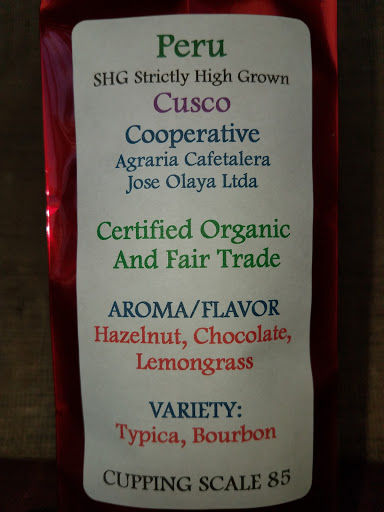 Peru
SHG Strictly High Grown
Cusco
Cooperative
Agraria Cafetalera
Jose Olaya Ltda
Certified Organic
And Fair Trade
AROMA/FLAVOR
Hazelnut, Chocolate,
Lemongrass
VARIETY:
Typica, Bourbon
CUPPING SCALE 85